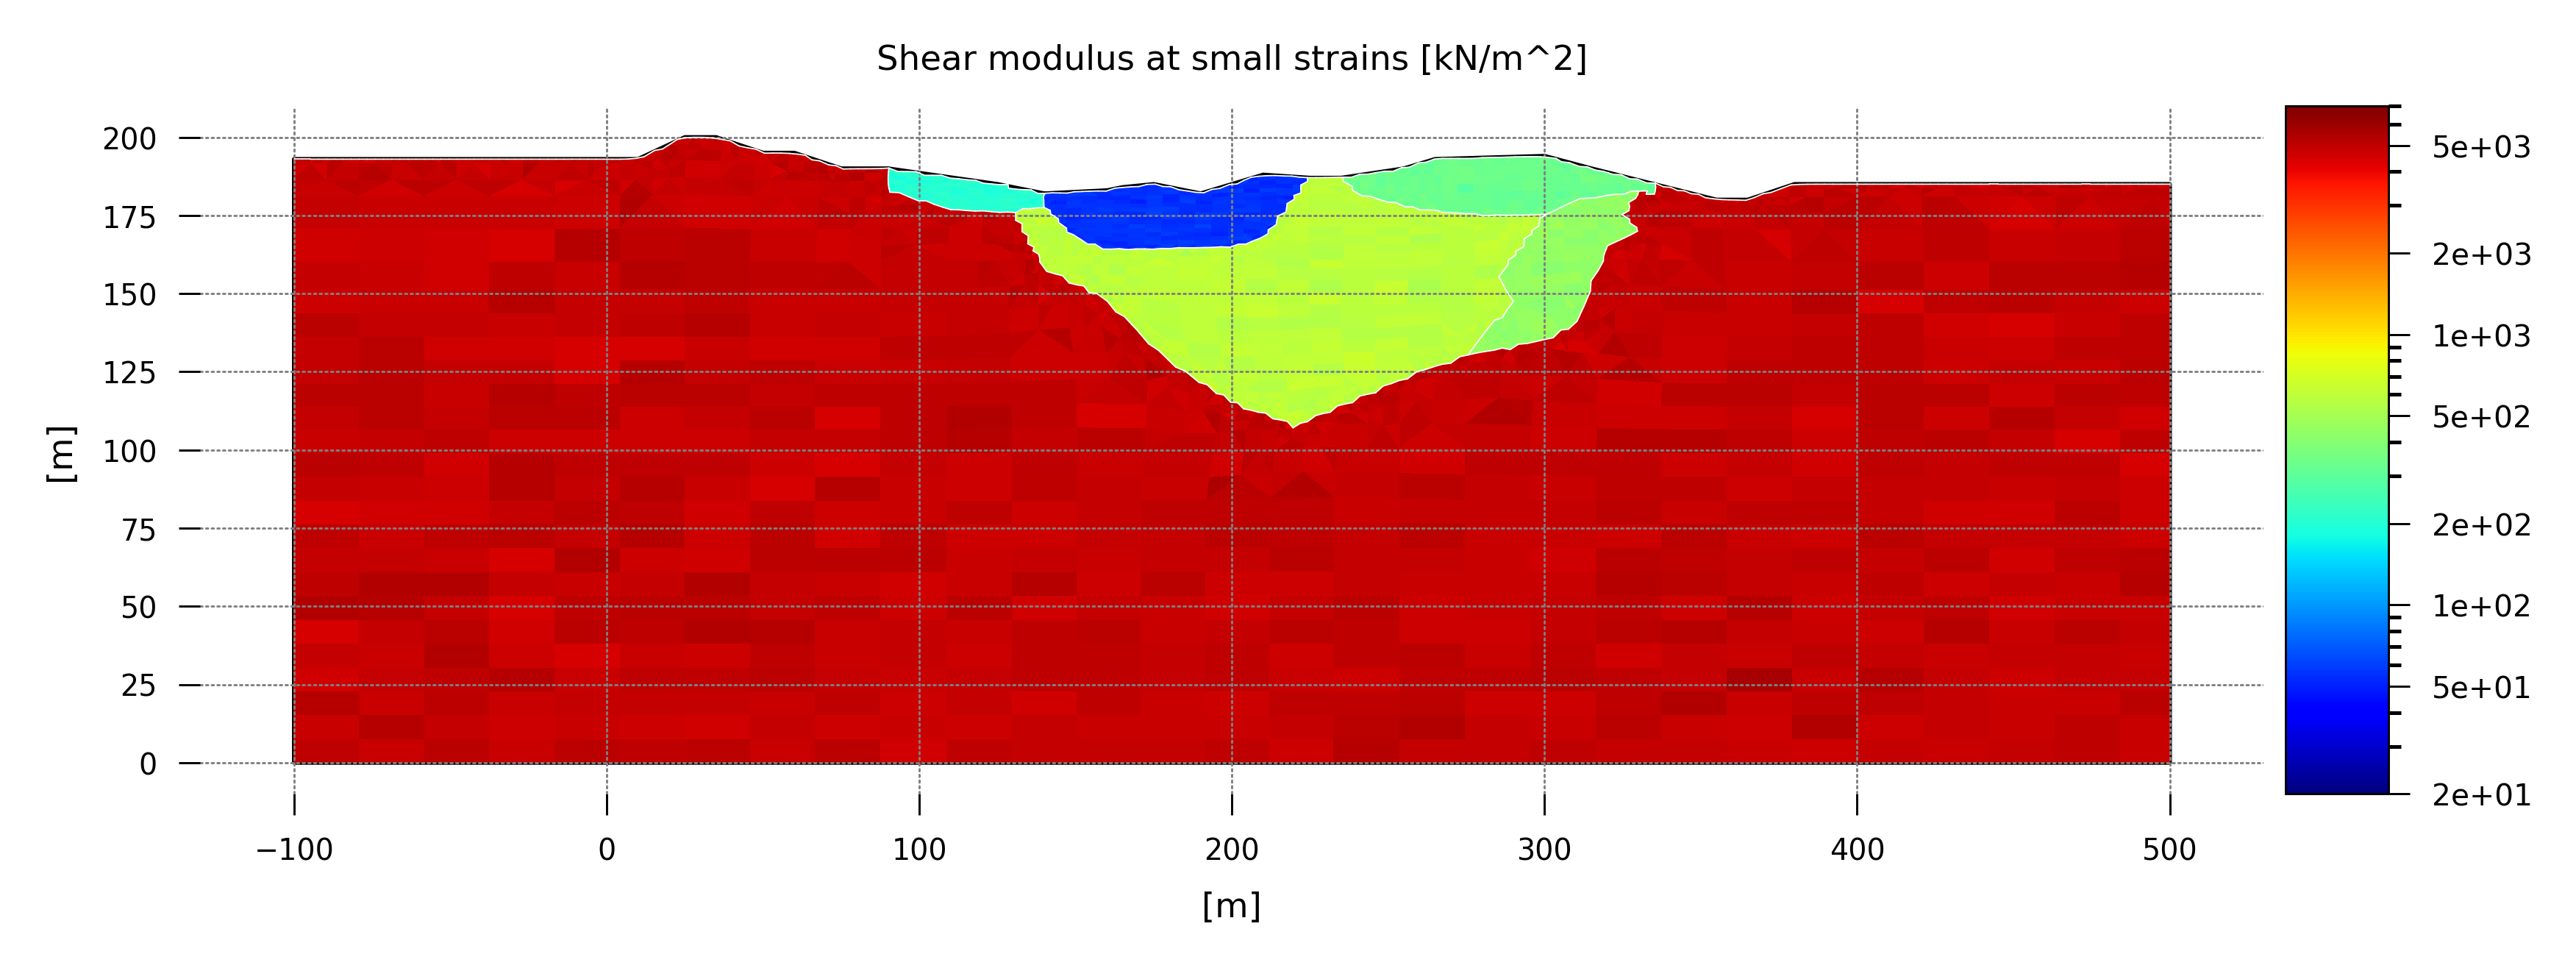 Shear modulus at small strains [kN/m^2]
200
175
150
125
100
75
50
25
0
[m]
−100 0 100 200 300 400 500
[m]
5e+03
2e+03
1e+03
5e+02
2e+02
1e+02
5e+01
2e+01